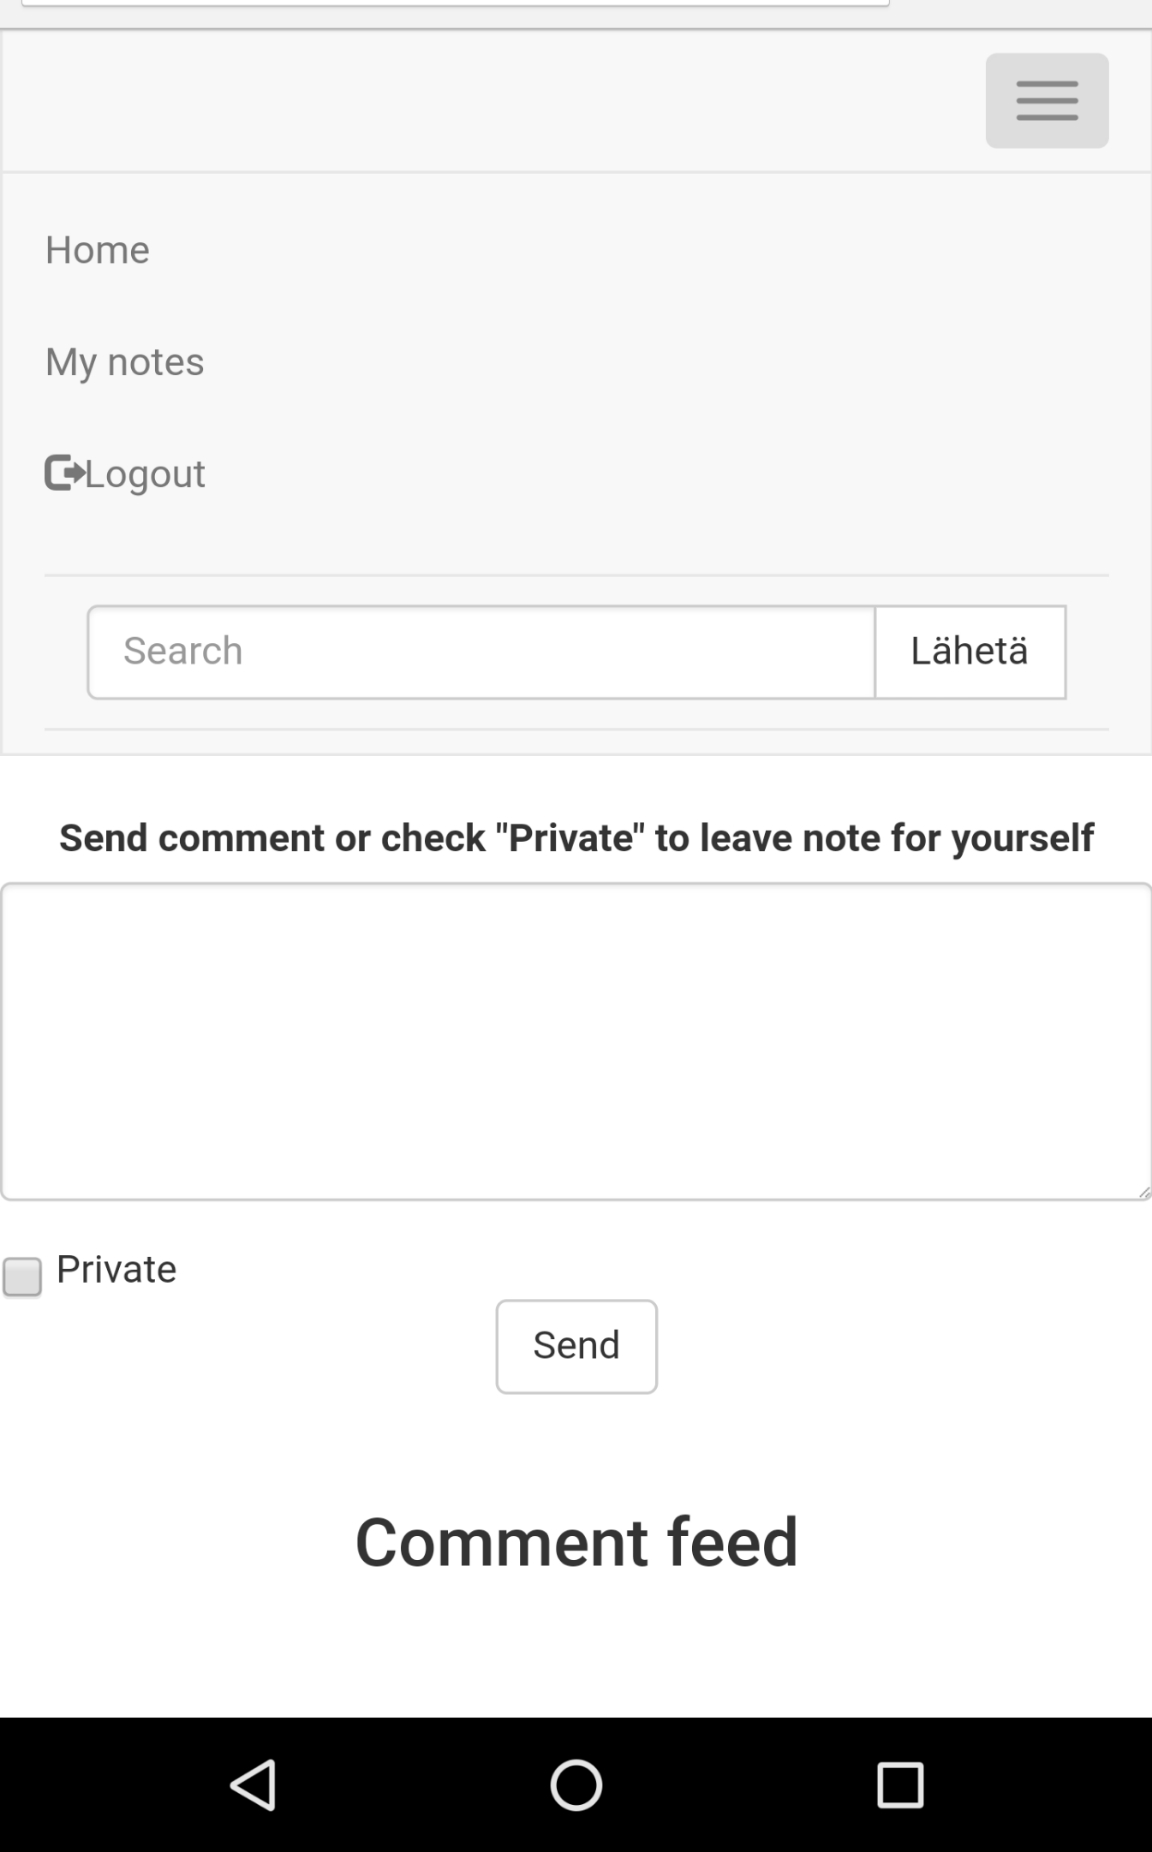 Home
My notes
Logout
Search
Lähetä
Send comment or check "Private" to leave note for yourself
Private
Send
Comment feed